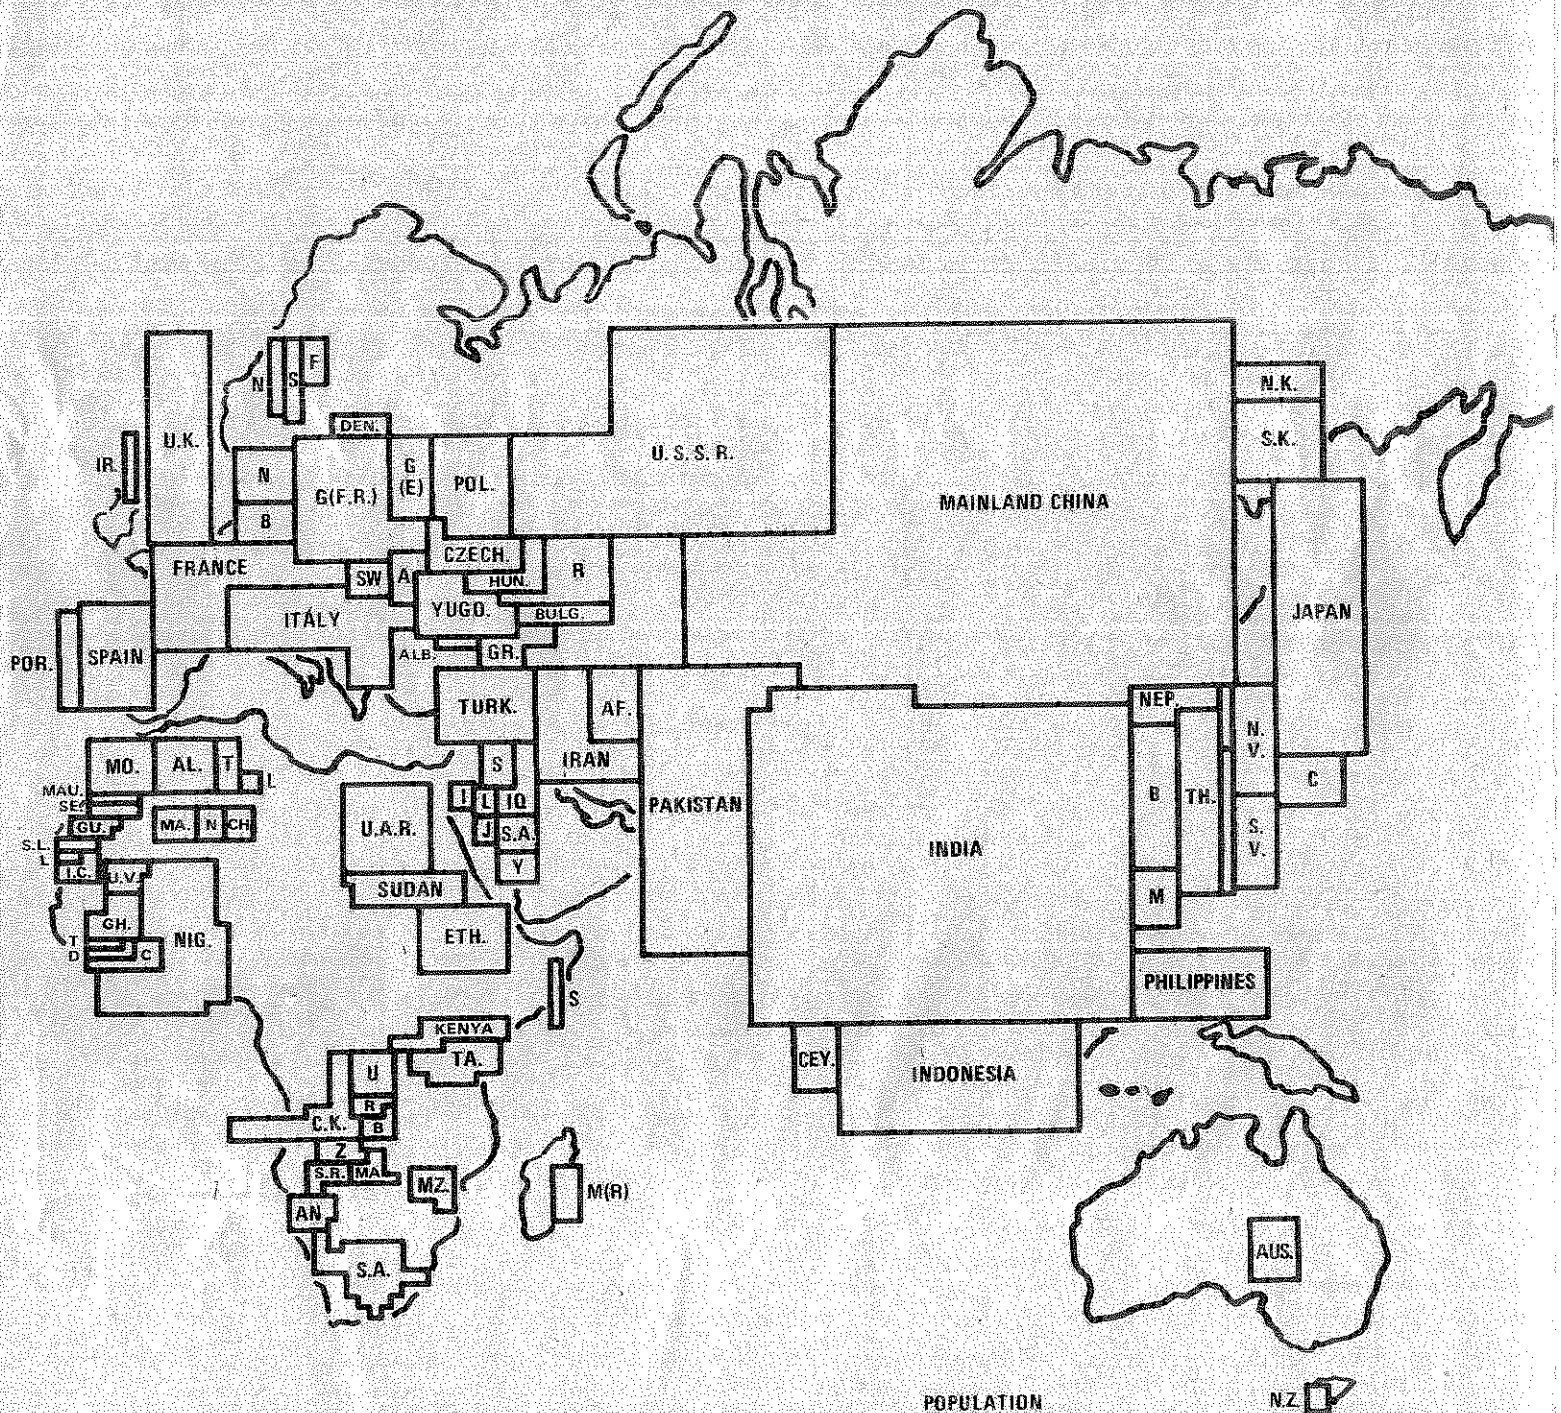 F
N
S
N.K.
DEN.
U.K.
S.K.
IR.
N
G(F.R.)
G
(E)
POL.
U.S.S.R.
MAINLAND CHINA
B
FRANCE
SW
A
CZECH.
HUN.
R
ITALY
YUGO.
BULG.
JAPAN
POR.
SPAIN
ALB.
GR.
TURK.
AF.
NEP.
N.
V.
MO.
AL.
T
L
S
IRAN
C
MAU.
SE.
I
L
IQ
PAKISTAN
B
TH.
GU.
MA.
N
CH
U.A.R.
J
S.A.
S.
V.
INDIA
S.L.
L
I.C.
U.V.
Y
SUDAN
M
GH.
NIG.
ETH.
T
D
C
PHILIPPINES
S
KENYA
TA.
CEY.
INDONESIA
U
R
C.K.
B
Z
S.R.
MA
MZ.
M(R)
AN
S.A.
AUS.
POPULATION
N.Z.